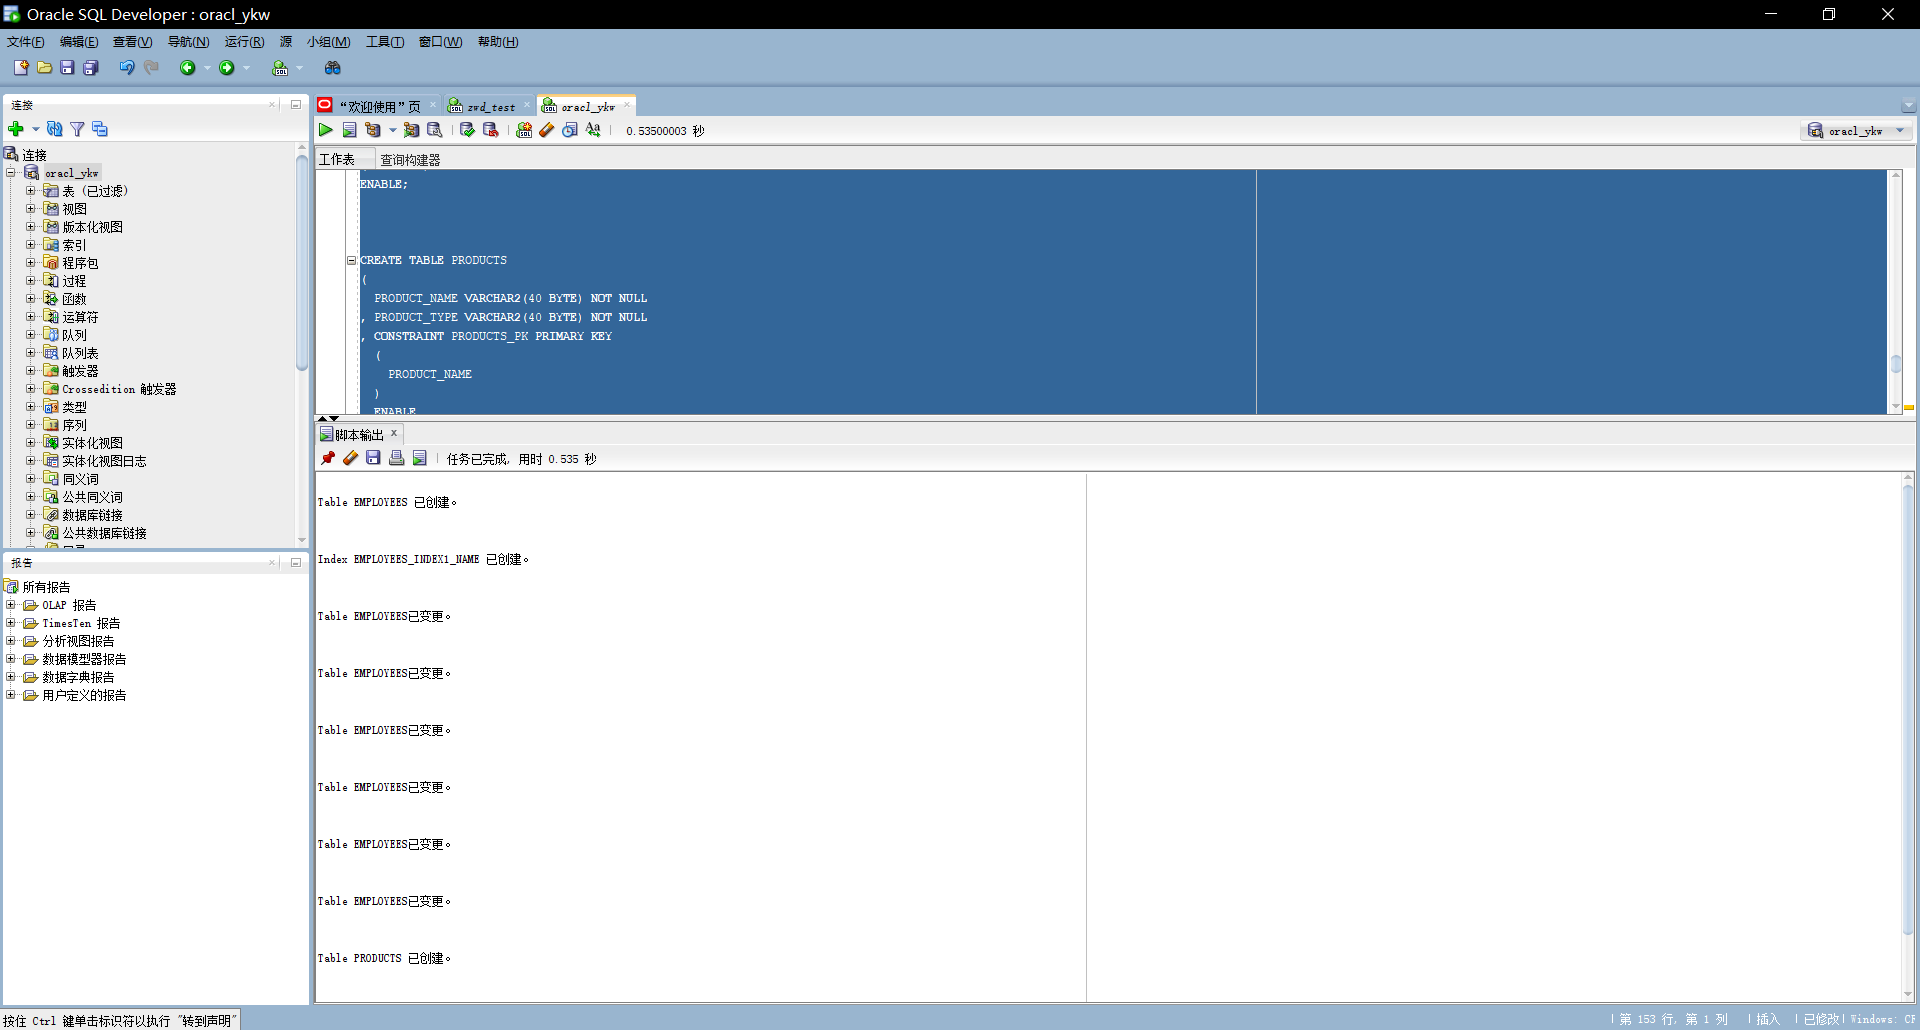 Oracle SQL Developer : oracl_ykw
文件(F) 编辑(E) 查看(V) 导航(N) 运行(R) 源 小组(M) 工具(T) 窗口(W) 帮助(H)
连接
连接
oracl_ykw
表 (已过滤)
视图
版本化视图
索引
程序包
过程
函数
运算符
队列
队列表
触发器
Crossedition 触发器
类型
序列
实体化视图
实体化视图日志
同义词
公共同义词
数据库链接
公共数据库链接
报告
所有报告
OLAP 报告
TimesTen 报告
分析视图报告
数据模型器报告
数据字典报告
用户定义的报告
“欢迎使用”页 zwd_test oracl_ykw
0.53500003 秒
oracl_ykw
工作表 查询构建器
ENABLE;
CREATE TABLE PRODUCTS
(
PRODUCT_NAME VARCHAR2(40 BYTE) NOT NULL
, PRODUCT_TYPE VARCHAR2(40 BYTE) NOT NULL
, CONSTRAINT PRODUCTS_PK PRIMARY KEY
(
PRODUCT_NAME
)
ENABLE
脚本输出
任务已完成, 用时 0.535 秒
Table EMPLOYEES 已创建。
Index EMPLOYEES_INDEX1_NAME 已创建。
Table EMPLOYEES已变更。
Table EMPLOYEES已变更。
Table EMPLOYEES已变更。
Table EMPLOYEES已变更。
Table EMPLOYEES已变更。
Table EMPLOYEES已变更。
Table PRODUCTS 已创建。
按住 Ctrl 键单击标识符以执行 "转到声明"
第 153 行, 第 1 列 插入 已修改 Windows: CF